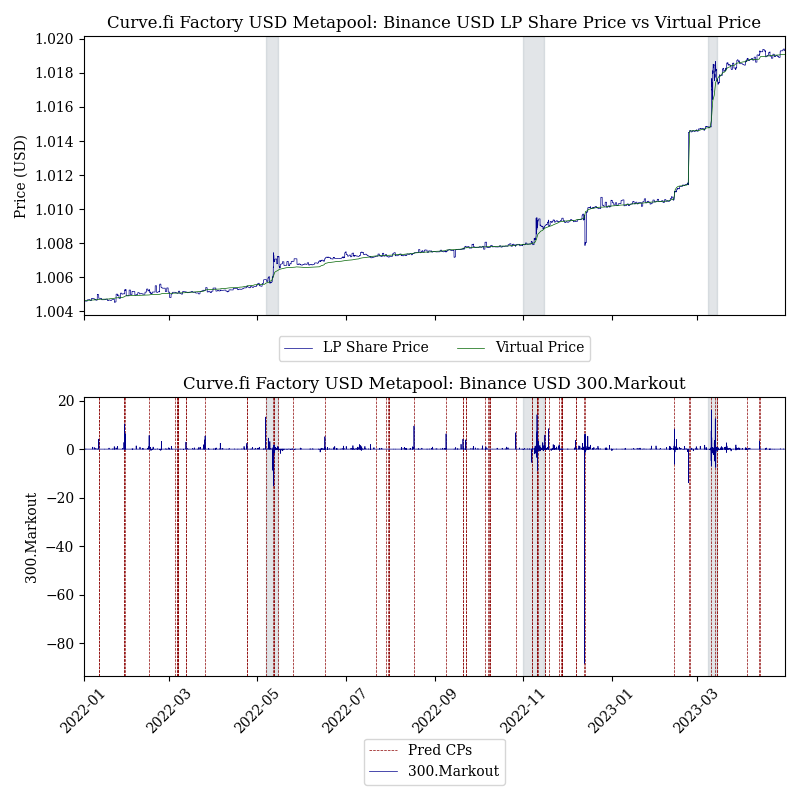 Curve.fi Factory USD Metapool: Binance USD LP Share Price vs Virtual Price
1.020
1.018
1.016
1.014
1.012
1.010
1.008
1.006
1.004
Price (USD)
LP Share Price
Virtual Price
Curve.fi Factory USD Metapool: Binance USD 300.Markout
20
0
−20
−40
−60
−80
300.Markout
2022-01
2022-03
2022-05
2022-07
2022-09
2022-11
2023-01
2023-03
Pred CPs
300.Markout